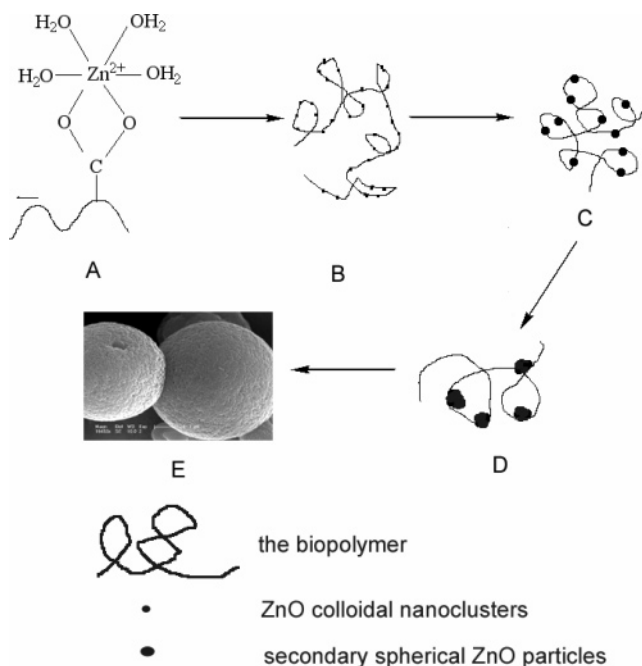 H₂O OH₂
H₂O Zn²⁺ OH₂
O O
C
A
B
C
D
E
the biopolymer
ZnO colloidal nanoclusters
secondary spherical ZnO particles